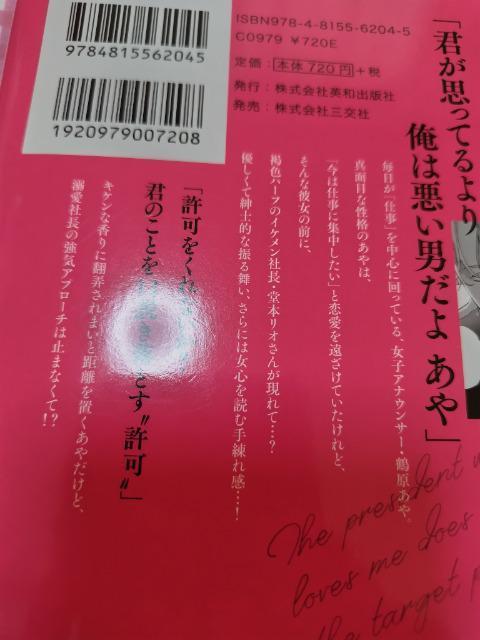 9784815562045
1920979007208
ISBN978-4-8155-6204-5
C0979 ¥720E
定価：本体 720円＋税
発行：株式会社英和出版社
発売：株式会社三交社
「君が思ってるより
俺は悪い男だよ あや」
毎日が「仕事」を中心に回っている、女子アナウンサー・鶴原あや。
真面目な性格のあやは、
「今は仕事に集中したい」と恋愛を遠ざけていたけれど、
そんな彼女の前に、
褐色ハーフのイケメン社長・堂本リオさんが現れて…？
優しくて紳士的な振る舞い、さらには女心を読む手練れ感…！
「許可をくれ
君のことを す〝許可〟」
キケンな香りに翻弄されまいと距離を置くあやだけど、
溺愛社長の強気アプローチは止まなくて！？
The president
loves me does
the target